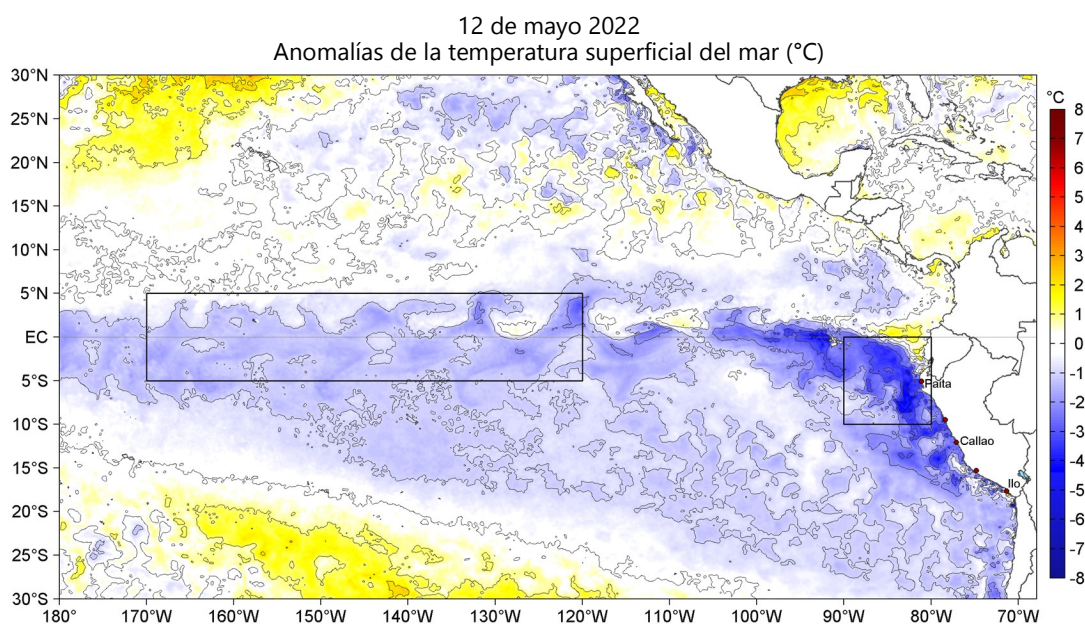 12 de mayo 2022
Anomalías de la temperatura superficial del mar (°C)
30°N
25°N
20°N
15°N
10°N
5°N
EC
5°S
10°S
15°S
20°S
25°S
30°S
180
170°W
160°W
150°W
140°W
130°W
120°W
110°W
100°W
90°W
80°W
70°W
Paita
Callao
Ilo
°C
8
7
6
5
4
3
2
1
0
-1
-2
-3
-4
-5
-6
-7
-8